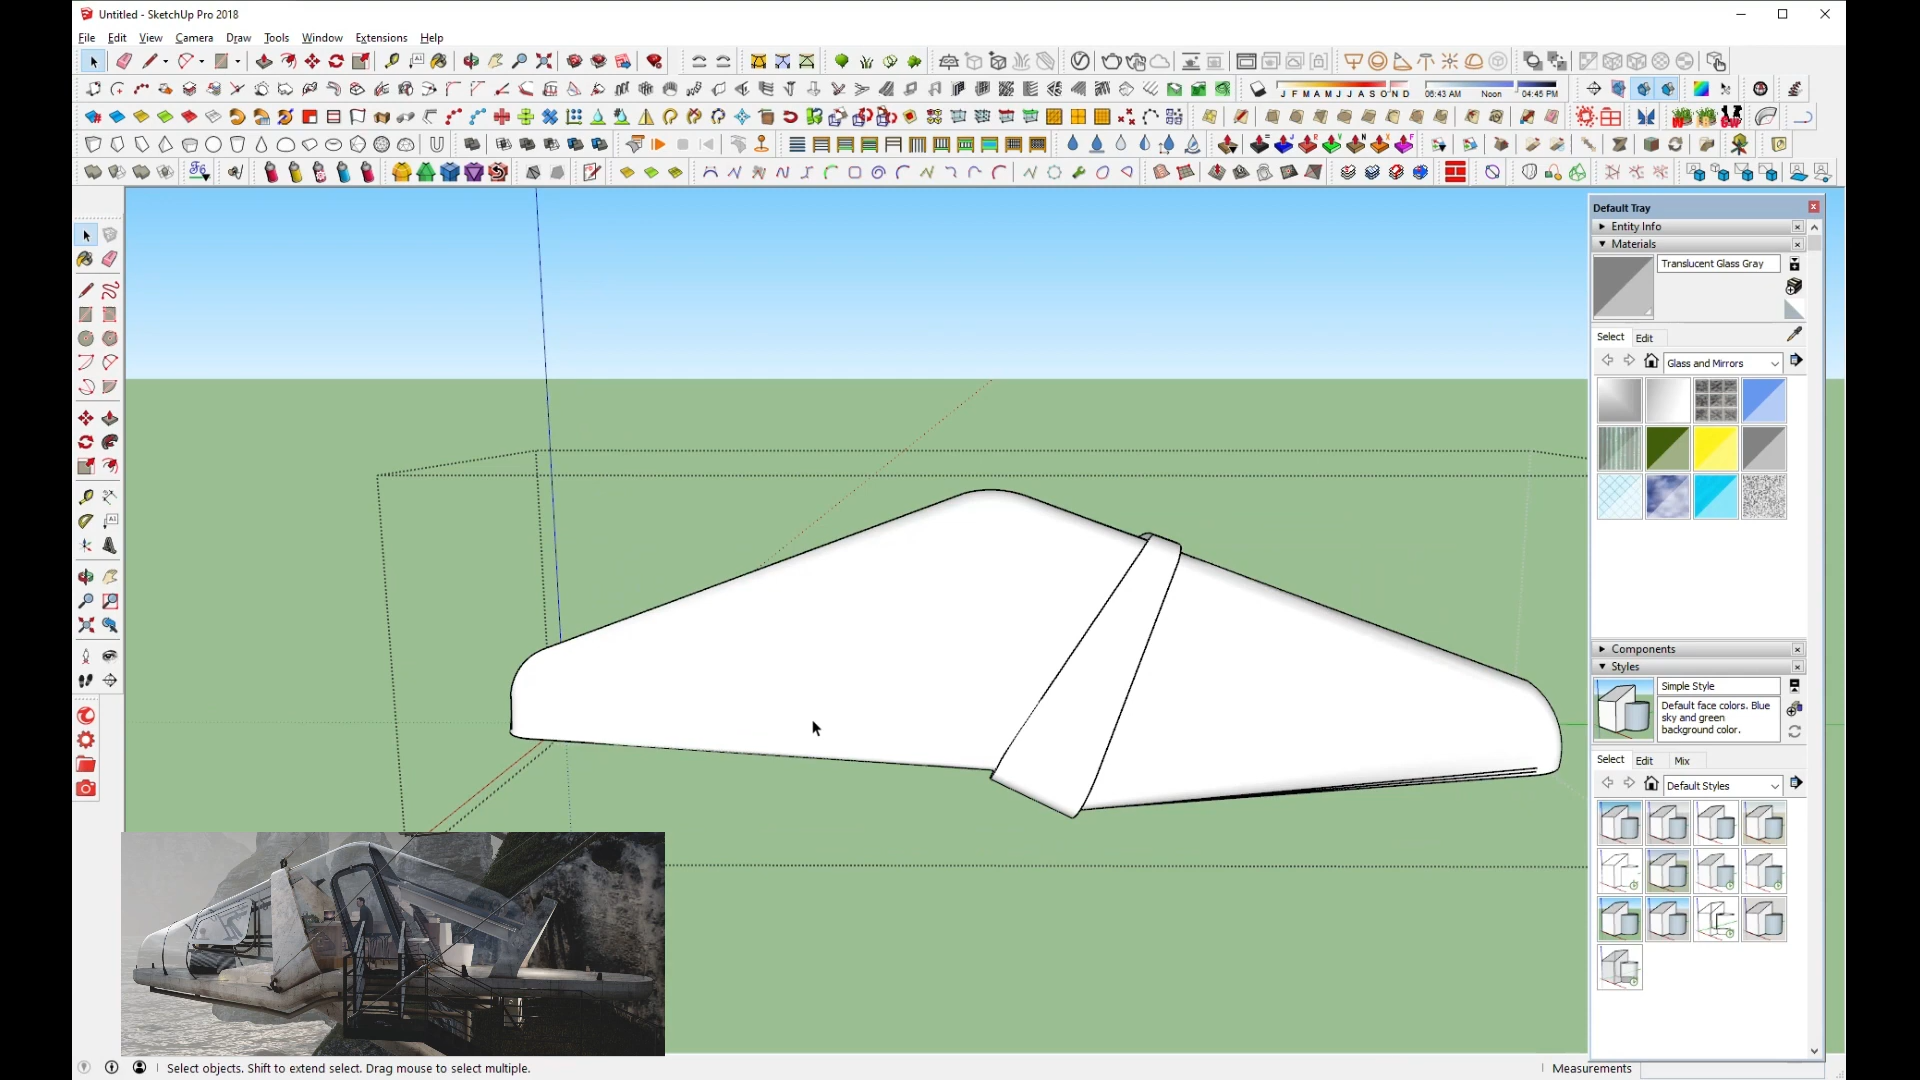 Untitled - SketchUp Pro 2018
File Edit View Camera Draw Tools Window Extensions Help
J F M A M J J A S O N D 06:43 AM Noon 04:45 PM
Default Tray
Entity Info
Materials
Translucent Glass Gray
Select Edit
Glass and Mirrors
Components
Styles
Simple Style
Default face colors. Blue
sky and green
background color.
Select Edit Mix
Default Styles
Select objects. Shift to extend select. Drag mouse to select multiple.
Measurements